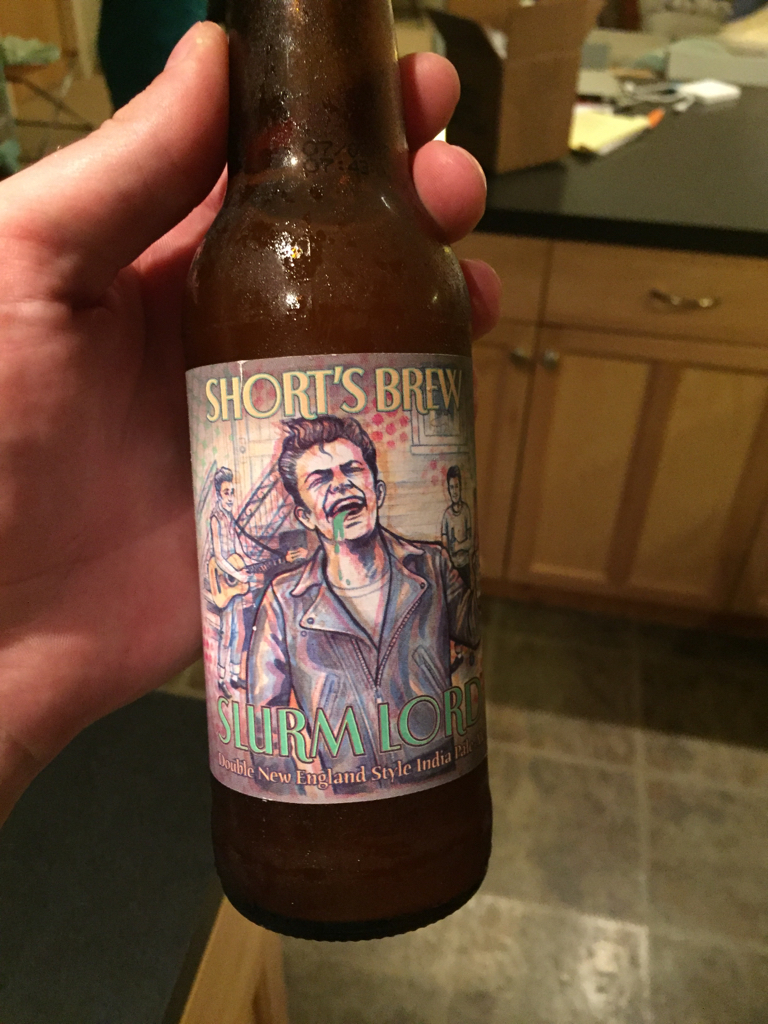 SHORT'S BREW
SLURM LORD
Double New England Style India Pale